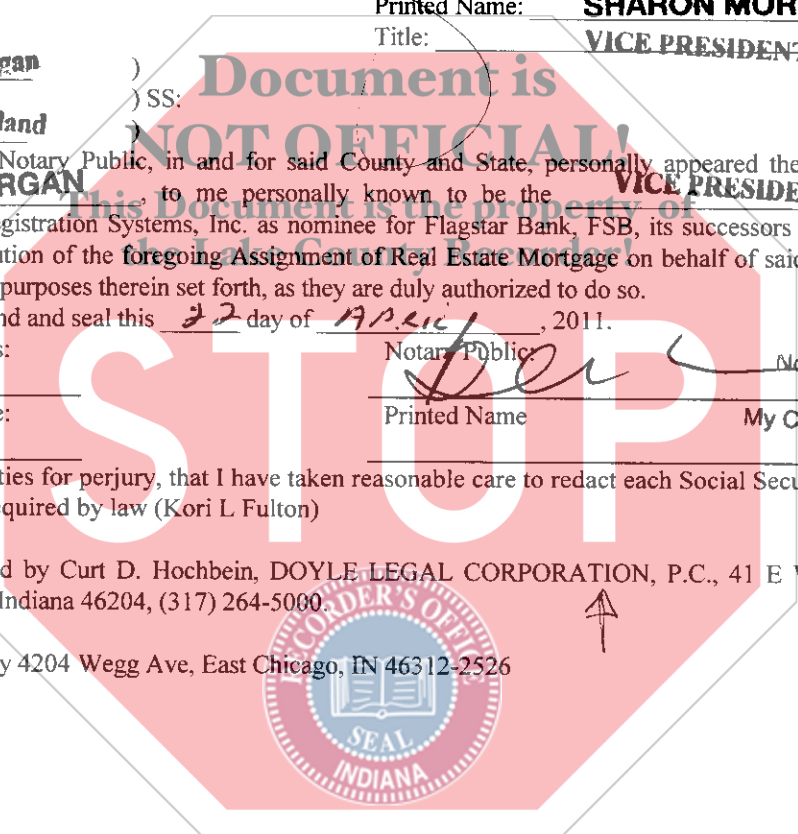 Printed Name: SHARON MOR
Title: VICE PRESIDENT
gan )
) SS:
land )
Document is
NOT OFFICIAL!
This Document is the property of
the Lake County Recorder!
Notary Public, in and for said County and State, personally appeared the
RGAN, to me personally known to be the VICE PRESIDE
gistration Systems, Inc. as nominee for Flagstar Bank, FSB, its successors
ution of the foregoing Assignment of Real Estate Mortgage on behalf of said
purposes therein set forth, as they are duly authorized to do so.
nd and seal this 22 day of April, 2011.
s: Notary Public: No
e: Printed Name My C
STOP
ties for perjury, that I have taken reasonable care to redact each Social Secu
quired by law (Kori L Fulton)
d by Curt D. Hochbein, DOYLE LEGAL CORPORATION, P.C., 41 E
Indiana 46204, (317) 264-5000.
y 4204 Wegg Ave, East Chicago, IN 46312-2526
RECORDER'S OFFICE
SEAL
INDIANA